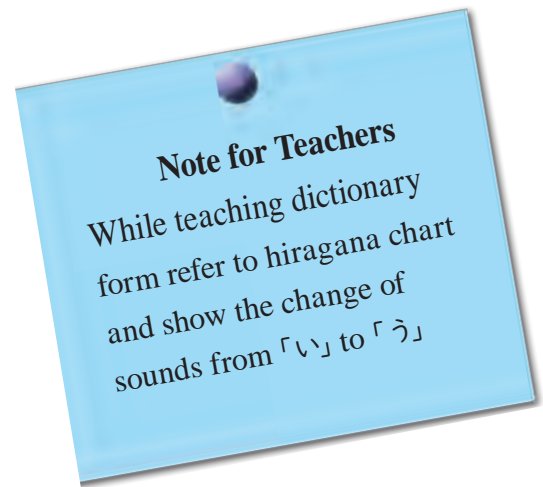 Note for Teachers
While teaching dictionary
form refer to hiragana chart
and show the change of
sounds from「い」to「う」